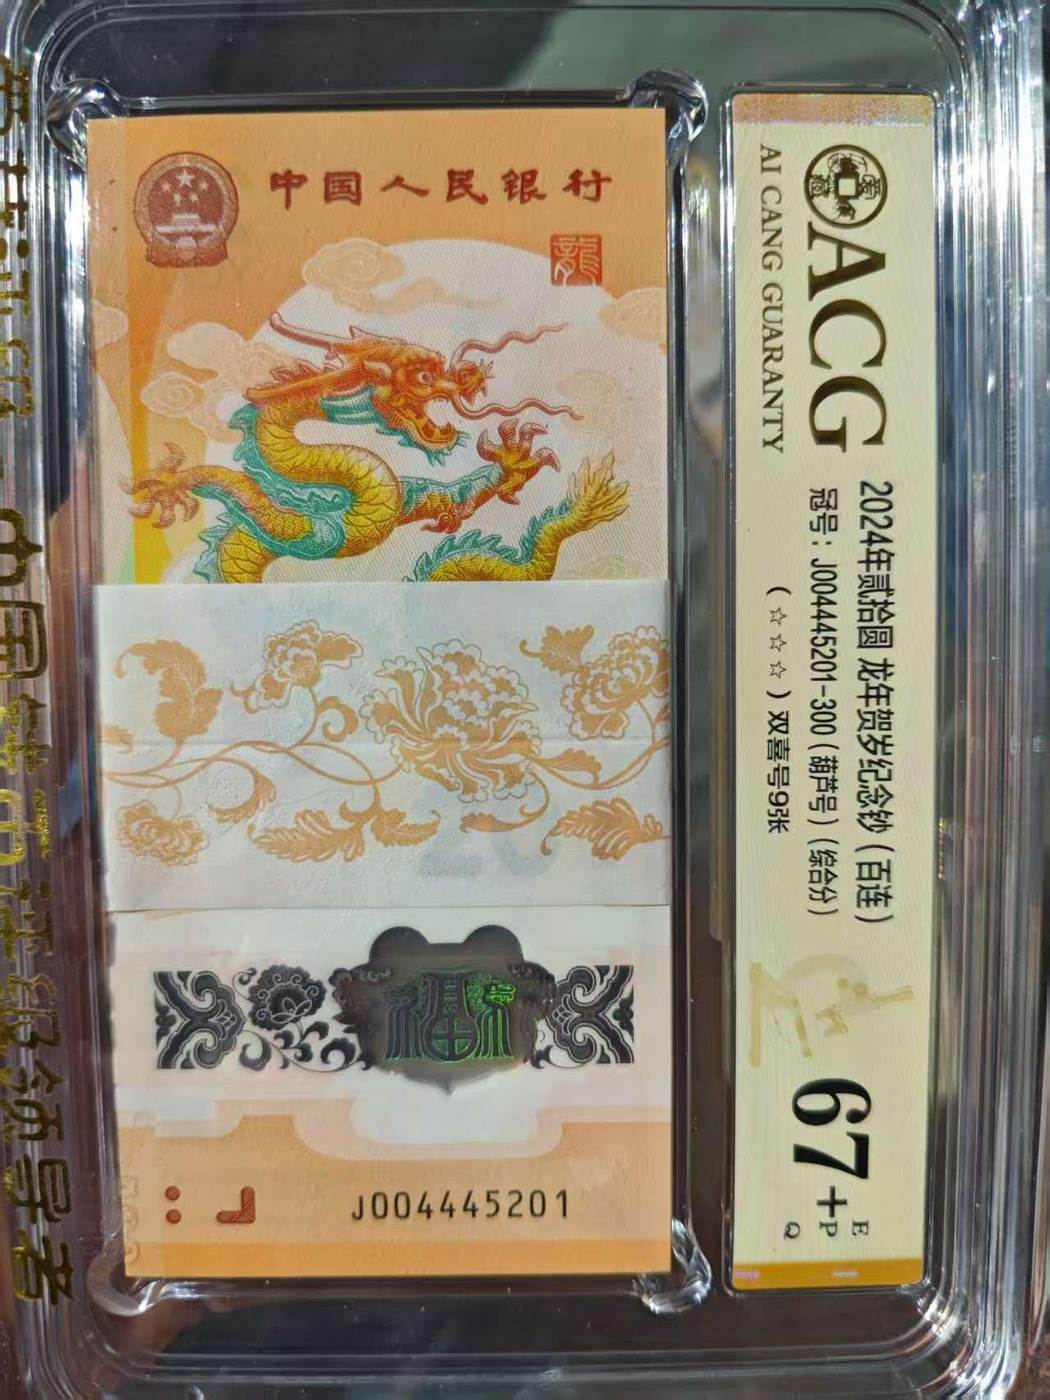 中国人民银行
龍
福
J004445201
ACG
AI CANG GUARANTY
2024年贰拾圆 龙年贺岁纪念钞（百连）
冠号：J004445201-300（葫芦号）（综合分）
（☆☆☆）双喜号9张
67+
E
P
Q